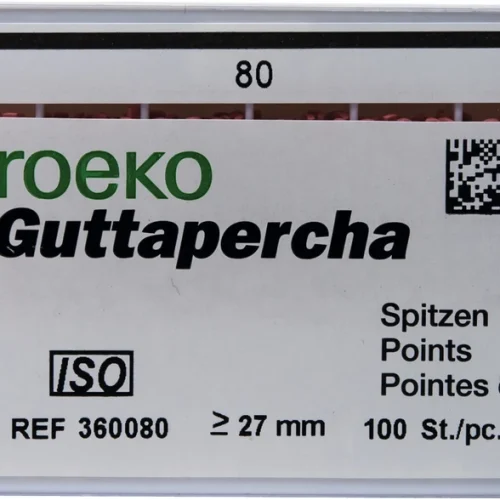 80
roeko
Guttapercha
Spitzen
Points
Pointes
ISO
REF 360080 ≥ 27 mm 100 St./pc.